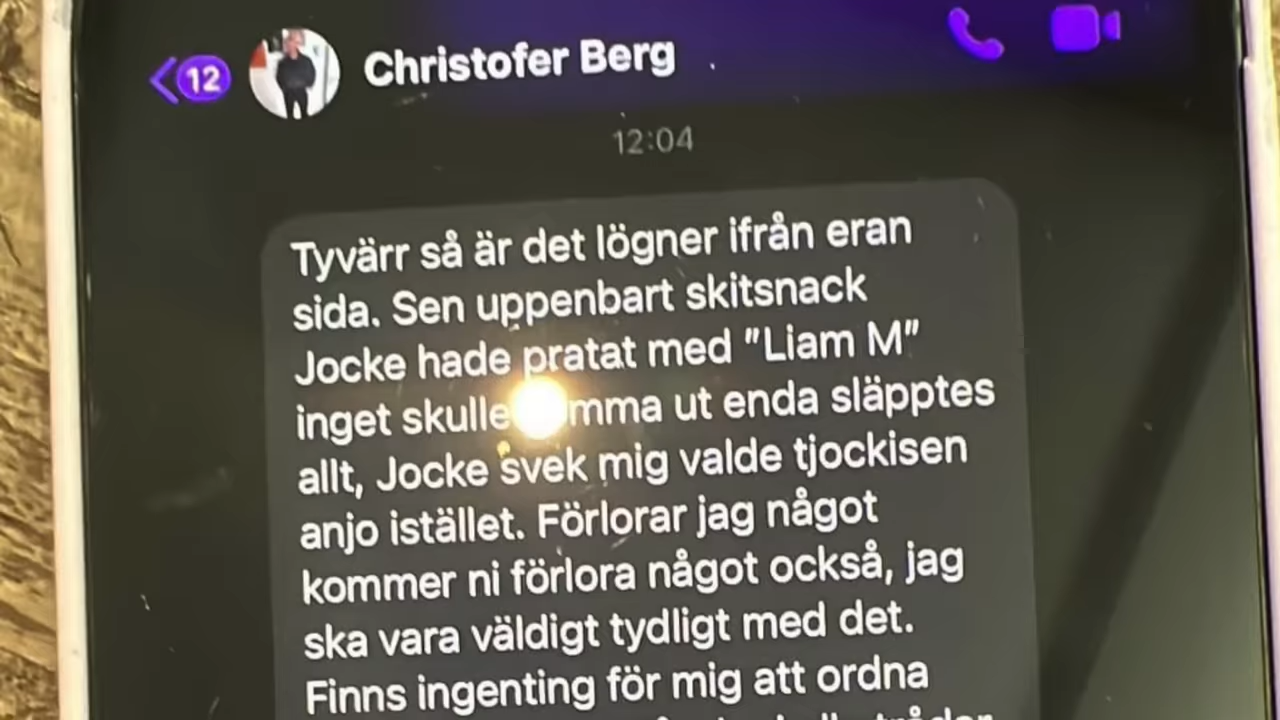 12
Christofer Berg
12:04
Tyvärr så är det lögner ifrån eran
sida. Sen uppenbart skitsnack
Jocke hade pratat med "Liam M"
inget skulle mma ut enda släpptes
allt, Jocke svek mig valde tjockisen
anjo istället. Förlorar jag något
kommer ni förlora något också, jag
ska vara väldigt tydligt med det.
Finns ingenting för mig att ordna